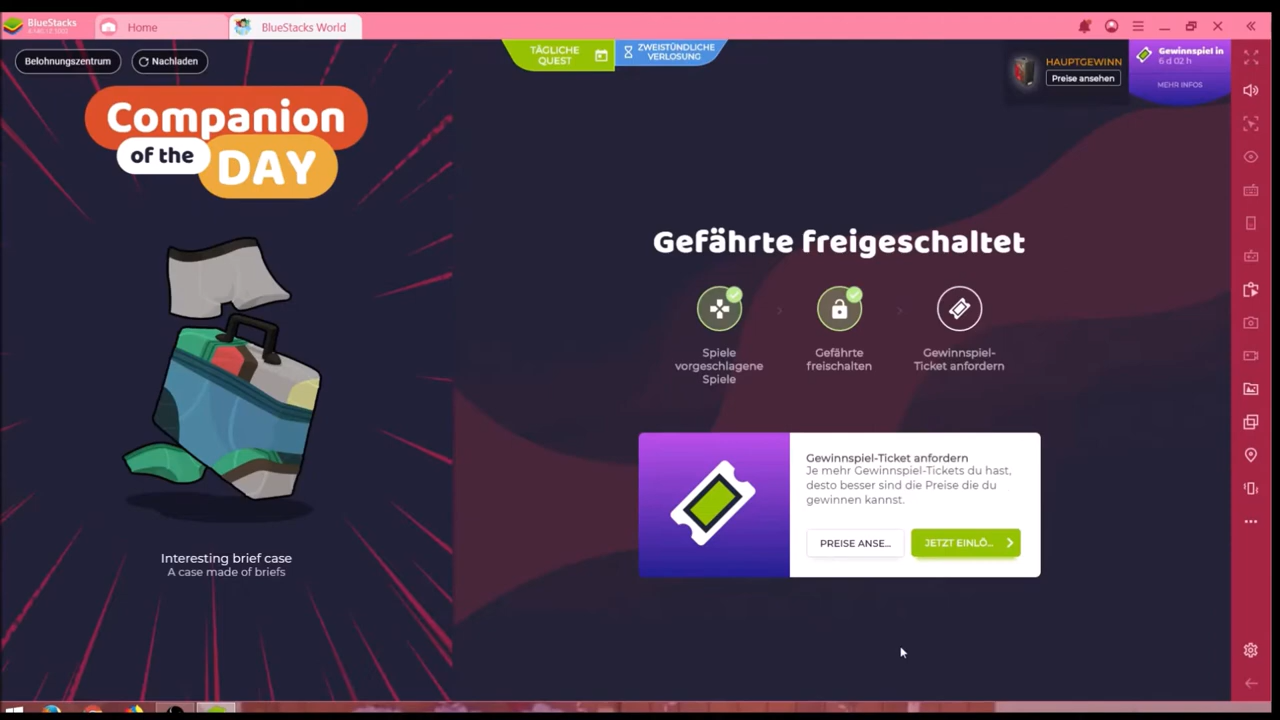 BlueStacks
Home
BlueStacks World
Belohnungszentrum
Nachladen
TÄGLICHE
QUEST
ZWEISTÜNDLICHE
VERLOSUNG
HAUPTGEWINN
Preise ansehen
Gewinnspiel in
6 d 02 h
MEHR INFOS
Companion
of the DAY
Gefährte freigeschaltet
Spiele
vorgeschlagene
Spiele
Gefährte
freischalten
Gewinnspiel-
Ticket anfordern
Gewinnspiel-Ticket anfordern
Je mehr Gewinnspiel-Tickets du hast,
desto besser sind die Preise die du
gewinnen kannst.
PREISE ANSE...
JETZT EINLÖ...
Interesting brief case
A case made of briefs